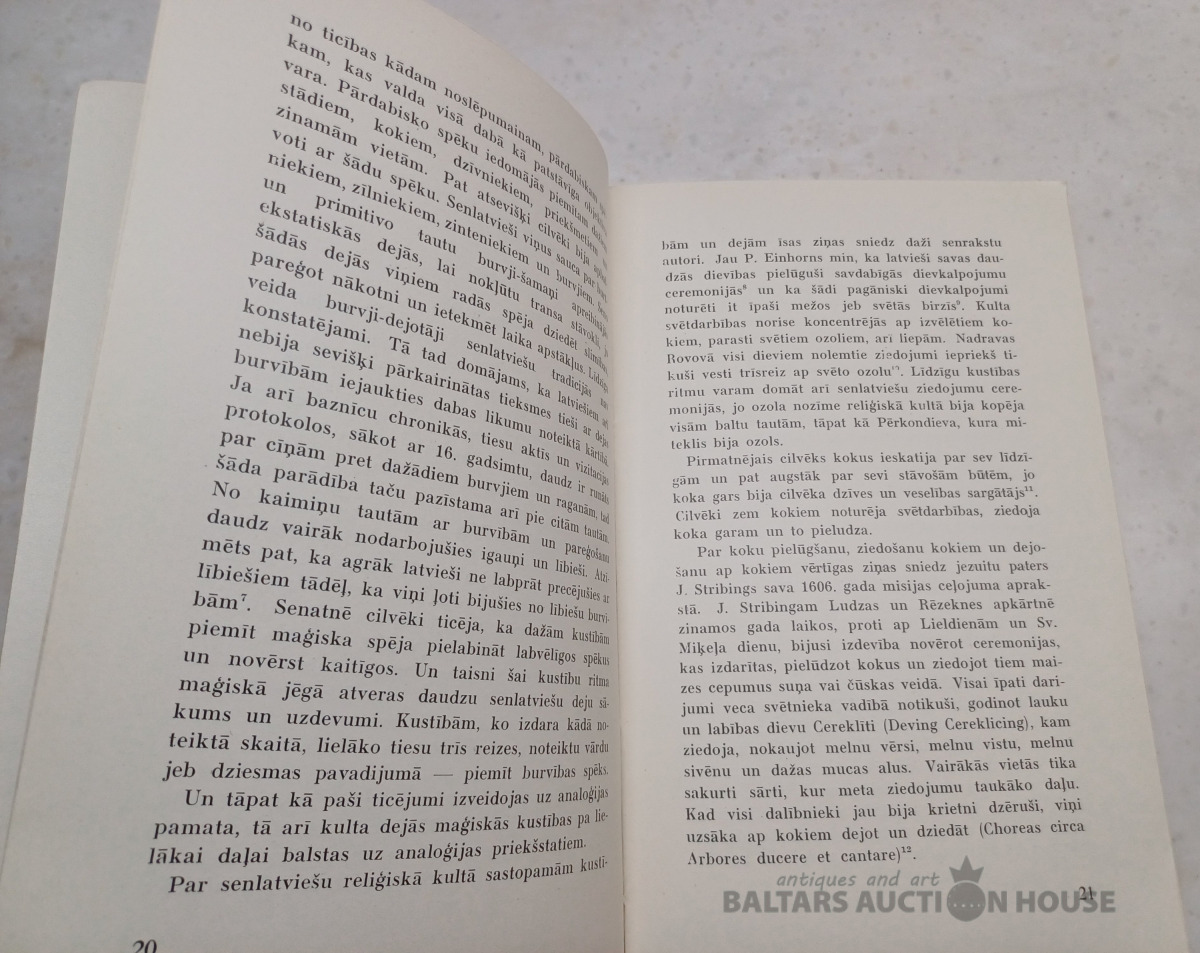 no ticības kādam noslēpumainam, pārdabiskam
kam, kas valda visā dabā kā patstāvīga
vara. Pārdabisko spēku iedomājās piemītam
stādiem, kokiem, dzīvniekiem, priekšmetiem
zinamām vietām. Pat atsevišķi cilvēki bija
voti ar šādu spēku. Senlatvieši viņus sauca par
niekiem, zīlniekiem, zinteniekiem un burvjiem.
un primitivo tautu burvji-šamaņi
ekstatiskās dejās, lai nokļūtu transa stāvoklī,
šādās dejās viņiem radās spēja dziedēt
pareģot nākotni un ietekmēt laika apstākļus. Līdzīga
veida burvji-dejotāji senlatviešu tradicijās nav
konstatējami. Tā tad domājams, ka latviešiem arī
nebija sevišķi pārkairinātas tieksmes tieši ar deju
burvībām iejaukties dabas likumu noteiktā kārtībā.
Ja arī baznīcu chronikās, tiesu aktīs un vizitacijas
protokolos, sākot ar 16. gadsimtu, daudz ir runāts
par cīņām pret dažādiem burvjiem un raganām, tad
šāda parādība taču pazīstama arī pie citām tautām.
No kaimiņu tautām ar burvībām un pareģošanu
daudz vairāk nodarbojušies igauņi un lībieši. Atzī-
mēts pat, ka agrāk latvieši ne labprāt precējušies ar
lībiešiem tādēļ, ka viņi ļoti bijušies no lībiešu burvī-
bām⁷. Senatnē cilvēki ticēja, ka dažām kustībām
piemīt maģiska spēja pielabināt labvēlīgos spēkus
un novērst kaitīgos. Un taisni šai kustību ritma
maģiskā jēgā atveras daudzu senlatviešu deju sā-
kums un uzdevumi. Kustībām, ko izdara kādā no-
teiktā skaitā, lielāko tiesu trīs reizes, noteiktu vārdu
jeb dziesmas pavadijumā — piemīt burvības spēks.
Un tāpat kā paši ticējumi izveidojas uz analoģijas
pamata, tā arī kulta dejās maģiskās kustības pa lie-
lākai daļai balstas uz analoģijas priekšstatiem.
Par senlatviešu reliģiskā kultā sastopamām kustī-
20
bām un dejām īsas ziņas sniedz daži senrakstu
autori. Jau P. Einhorns min, ka latvieši savas dau-
dzās dievības pielūguši savdabīgās dievkalpojumu
ceremonijās⁸ un ka šādi pagāniski dievkalpojumi
noturēti it īpaši mežos jeb svētās birzīs⁹. Kulta
svētdarbības norise koncentrējās ap izvēlētiem ko-
kiem, parasti svētiem ozoliem, arī liepām. Nadravas
Rovovā visi dieviem nolemtie ziedojumi iepriekš ti-
kuši vesti trīsreiz ap svēto ozolu¹⁰. Līdzīgu kustības
ritmu varam domāt arī senlatviešu ziedojumu cere-
monijās, jo ozola nozīme reliģiskā kultā bija kopēja
visām baltu tautām, tāpat kā Pērkondieva, kura mi-
teklis bija ozols.
Pirmatnējais cilvēks kokus ieskatija par sev līdzī-
gām un pat augstāk par sevi stāvošām būtēm, jo
koka gars bija cilvēka dzīves un veselības sargātājs¹¹.
Cilvēki zem kokiem noturēja svētdarbības, ziedoja
koka garam un to pieludza.
Par koku pielūgšanu, ziedošanu kokiem un dejo-
šanu ap kokiem vērtīgas ziņas sniedz jezuitu paters
J. Stribings sava 1606. gada misijas ceļojuma aprak-
stā. J. Stribingam Ludzas un Rēzeknes apkārtnē
zinamos gada laikos, proti ap Lieldienām un Sv.
Miķeļa dienu, bijusi izdevība novērot ceremonijas,
kas izdarītas, pielūdzot kokus un ziedojot tiem mai-
zes cepumus suņa vai čūskas veidā. Visai īpati dari-
jumi veca svētnieka vadībā notikuši, godinot lauku
un labības dievu Cereklīti (Deving Cereklicing), kam
ziedoja, nokaujot melnu vērsi, melnu vistu, melnu
sivēnu un dažas mucas alus. Vairākās vietās tika
sakurti sārti, kur meta ziedojumu taukāko daļu.
Kad visi dalībnieki jau bija krietni dzēruši, viņi
uzsāka ap kokiem dejot un dziedāt (Choreas circa
Arbores ducere et cantare)¹².
21
antiques and art
BALTARS AUCTION HOUSE